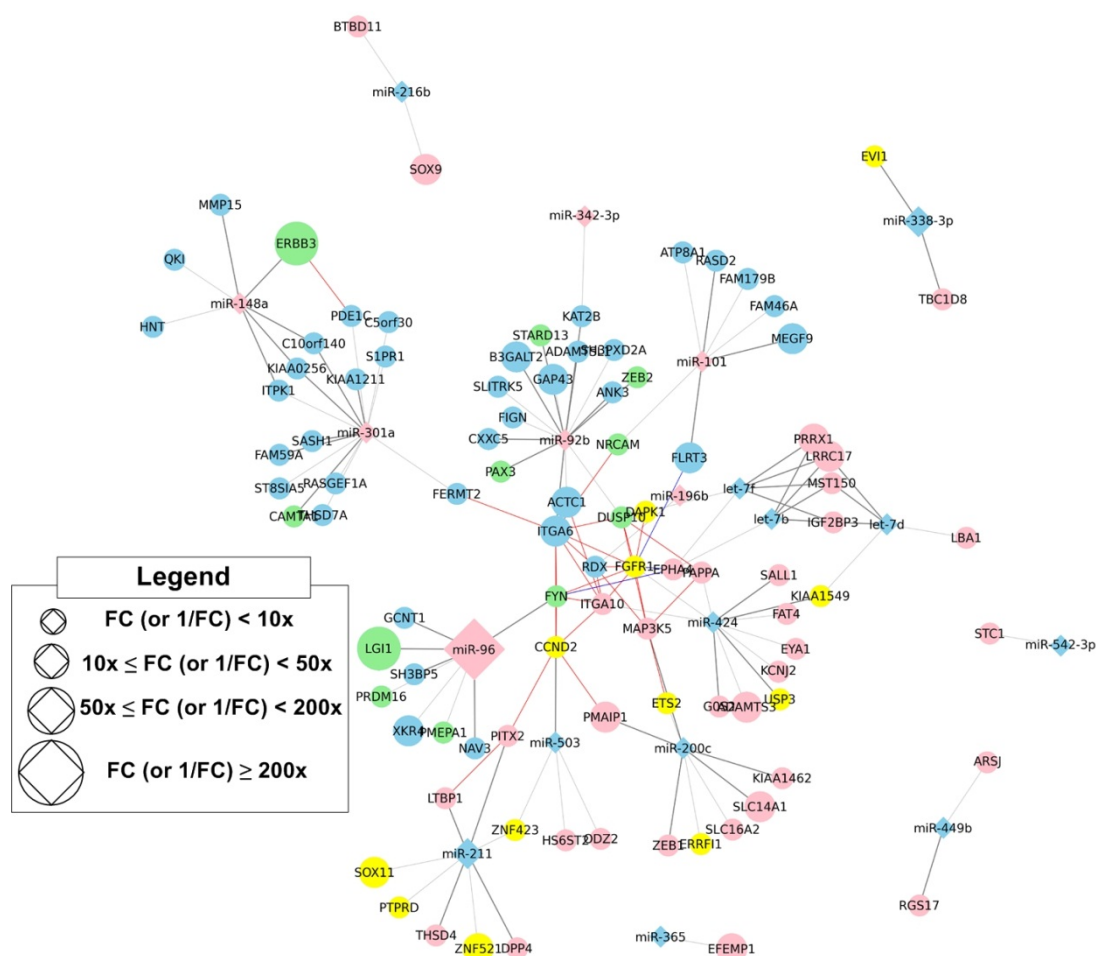 BTBD11
miR-216b
SOX9
EVI1
miR-338-3p
TBC1D8
MMP15
ERBB3
QKI
miR-148a
HNT
PDE1C
C5orf30
C10orf140
S1PR1
KIAA0256
KIAA1211
ITPK1
miR-301a
SASH1
FAM59A
RASGEF1A
ST8SIA5
CAMTA1
THSD7A
FERMT2
miR-342-3p
KAT2B
STARD13
ADAMTSL1
SH3PXD2A
B3GALT2
GAP43
ZEB2
SLITRK5
ANK3
FIGN
CXXC5
miR-92b
NRCAM
PAX3
ATP8A1
RASD2
FAM179B
FAM46A
MEGF9
miR-101
FLRT3
miR-196b
let-7f
let-7b
let-7d
PRRX1
LRRC17
MST150
IGF2BP3
LBA1
ACTC1
DUSP10
DAPK1
ITGA6
RDX
FGFR1
EPHA4
PAPPA
FYN
ITGA10
MAP3K5
miR-424
SALL1
KIAA1549
FAT4
EYA1
KCNJ2
USP3
G0S2
ADAMTS3
STC1
miR-542-3p
CCND2
ETS2
GCNT1
LGI1
miR-96
SH3BP5
PRDM16
XKR4
PMEPA1
NAV3
PITX2
miR-503
PMAIP1
miR-200c
KIAA1462
SLC14A1
SLC16A2
ERRFI1
ZEB1
LTBP1
ZNF423
HS6ST2
ODZ2
miR-211
SOX11
PTPRD
THSD4
ZNF521
DPP4
miR-365
EFEMP1
ARSJ
miR-449b
RGS17
Legend
FC (or 1/FC) < 10x
10x ≤ FC (or 1/FC) < 50x
50x ≤ FC (or 1/FC) < 200x
FC (or 1/FC) ≥ 200x